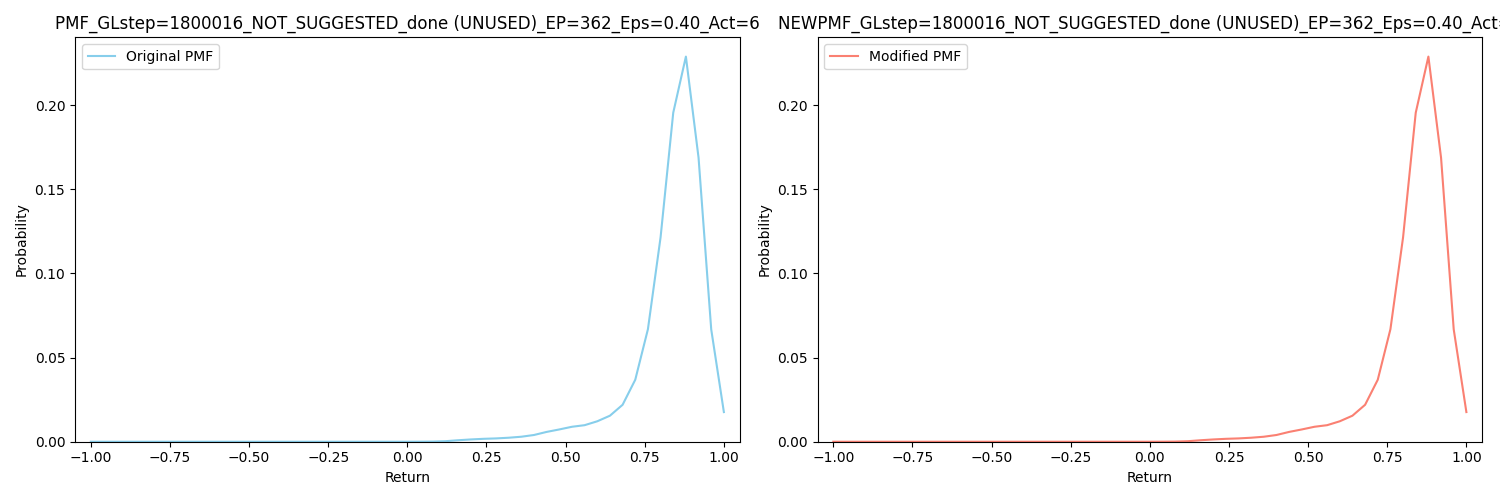 PMF_GLstep=1800016_NOT_SUGGESTED_done (UNUSED)_EP=362_Eps=0.40_Act=6
Original PMF
Probability
0.20
0.15
0.10
0.05
0.00
−1.00 −0.75 −0.50 −0.25 0.00 0.25 0.50 0.75 1.00
Return
NEWPMF_GLstep=1800016_NOT_SUGGESTED_done (UNUSED)_EP=362_Eps=0.40_Act=
Modified PMF
Probability
0.20
0.15
0.10
0.05
0.00
−1.00 −0.75 −0.50 −0.25 0.00 0.25 0.50 0.75 1.00
Return